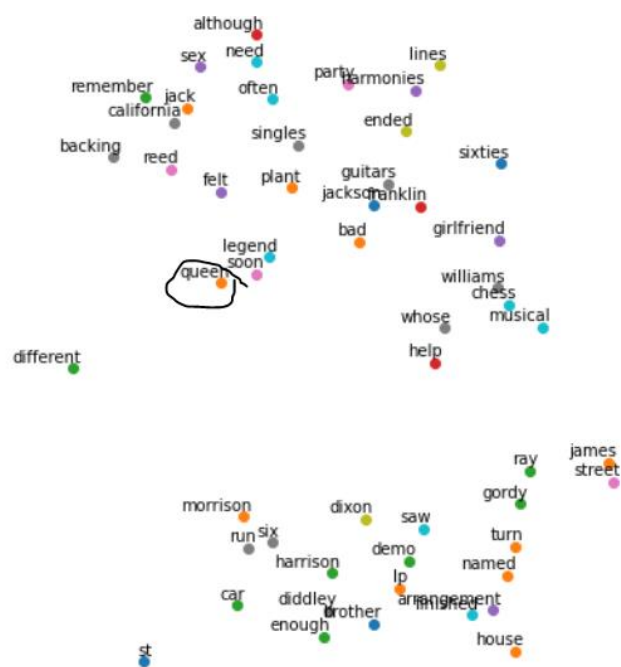 although
need
sex
lines
party
harmonies
remember
jack
often
california
singles
ended
backing
reed
guitars
sixties
felt
plant
jackson
franklin
bad
girlfriend
legend
soon
queen
williams
chess
whose
musical
help
different
james
ray
street
gordy
morrison
dixon
saw
run
six
turn
demo
harrison
lp
named
car
diddley
arrangement
brother
finished
enough
house
st